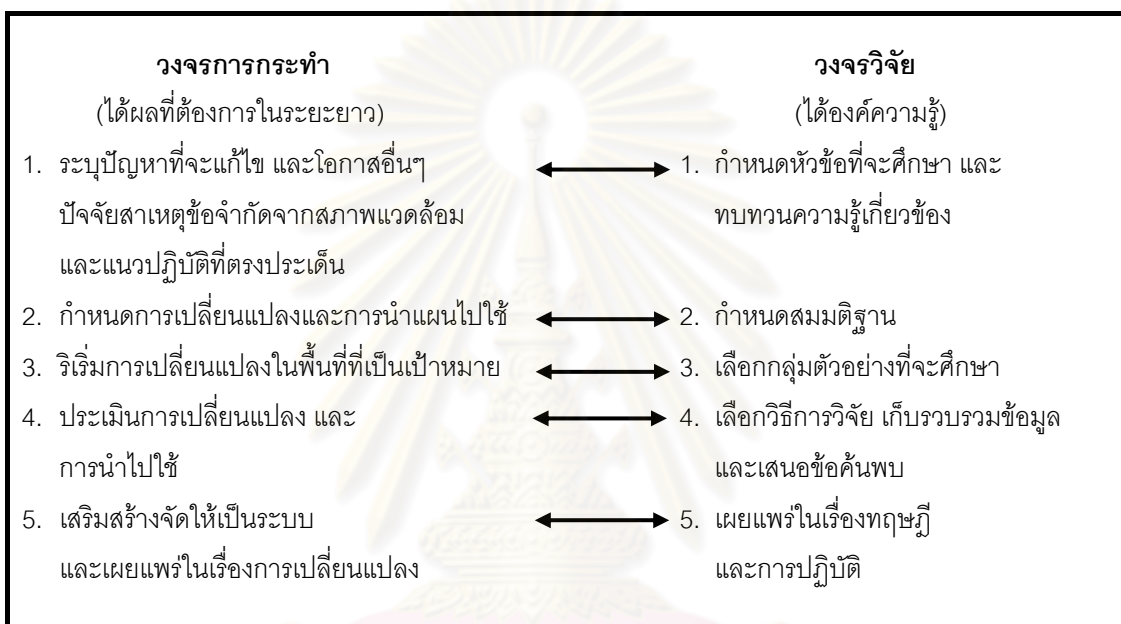 วงจรการกระทำ
(ได้ผลที่ต้องการในระยะยาว)
1. ระบุปัญหาที่จะแก้ไข และโอกาสอื่นๆ
ปัจจัยสาเหตุข้อจำกัดจากสภาพแวดล้อม
และแนวปฏิบัติที่ตรงประเด็น
2. กำหนดการเปลี่ยนแปลงและการนำแผนไปใช้
3. ริเริ่มการเปลี่ยนแปลงในพื้นที่ที่เป็นเป้าหมาย
4. ประเมินการเปลี่ยนแปลง และ
การนำไปใช้
5. เสริมสร้างจัดให้เป็นระบบ
และเผยแพร่ในเรื่องการเปลี่ยนแปลง
วงจรวิจัย
(ได้องค์ความรู้)
1. กำหนดหัวข้อที่จะศึกษา และ
ทบทวนความรู้เกี่ยวข้อง
2. กำหนดสมมติฐาน
3. เลือกกลุ่มตัวอย่างที่จะศึกษา
4. เลือกวิธีการวิจัย เก็บรวบรวมข้อมูล
และเสนอข้อค้นพบ
5. เผยแพร่ในเรื่องทฤษฎี
และการปฏิบัติ